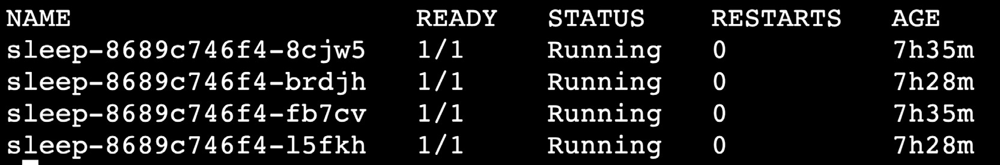 NAME READY STATUS RESTARTS AGE
sleep-8689c746f4-8cjw5 1/1 Running 0 7h35m
sleep-8689c746f4-brdjh 1/1 Running 0 7h28m
sleep-8689c746f4-fb7cv 1/1 Running 0 7h35m
sleep-8689c746f4-l5fkh 1/1 Running 0 7h28m